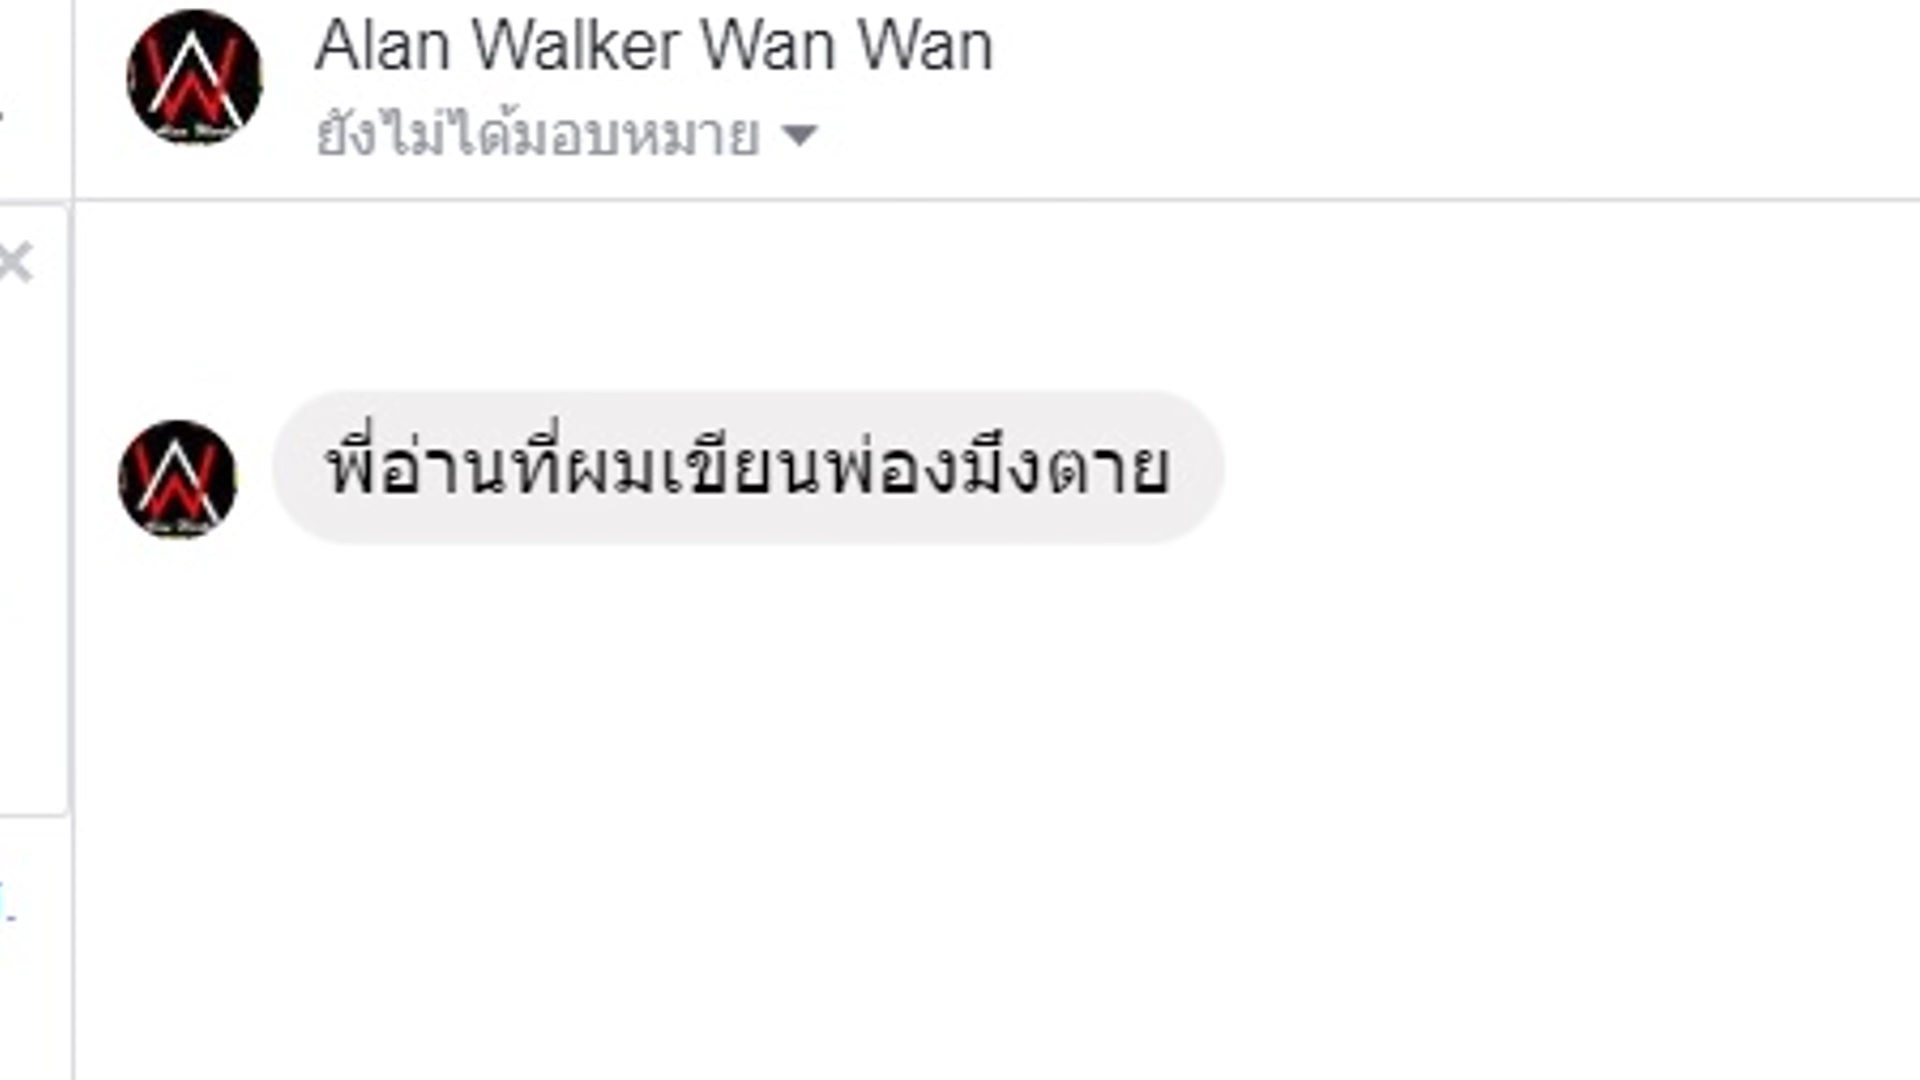 Alan Walker Wan Wan
ยังไม่ได้มอบหมาย
พี่อ่านที่ผมเขียนพ่องมึงตาย